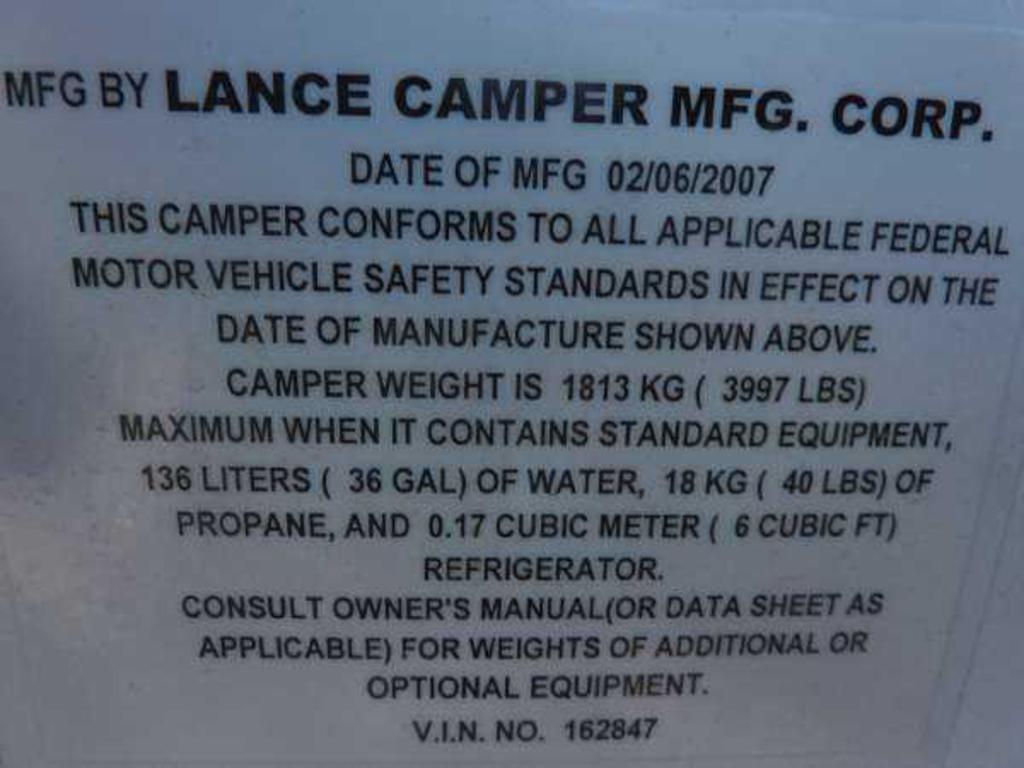 MFG BY LANCE CAMPER MFG. CORP.
DATE OF MFG 02/06/2007
THIS CAMPER CONFORMS TO ALL APPLICABLE FEDERAL
MOTOR VEHICLE SAFETY STANDARDS IN EFFECT ON THE
DATE OF MANUFACTURE SHOWN ABOVE.
CAMPER WEIGHT IS 1813 KG ( 3997 LBS)
MAXIMUM WHEN IT CONTAINS STANDARD EQUIPMENT,
136 LITERS ( 36 GAL) OF WATER, 18 KG ( 40 LBS) OF
PROPANE, AND 0.17 CUBIC METER ( 6 CUBIC FT)
REFRIGERATOR.
CONSULT OWNER'S MANUAL(OR DATA SHEET AS
APPLICABLE) FOR WEIGHTS OF ADDITIONAL OR
OPTIONAL EQUIPMENT.
V.I.N. NO. 162847